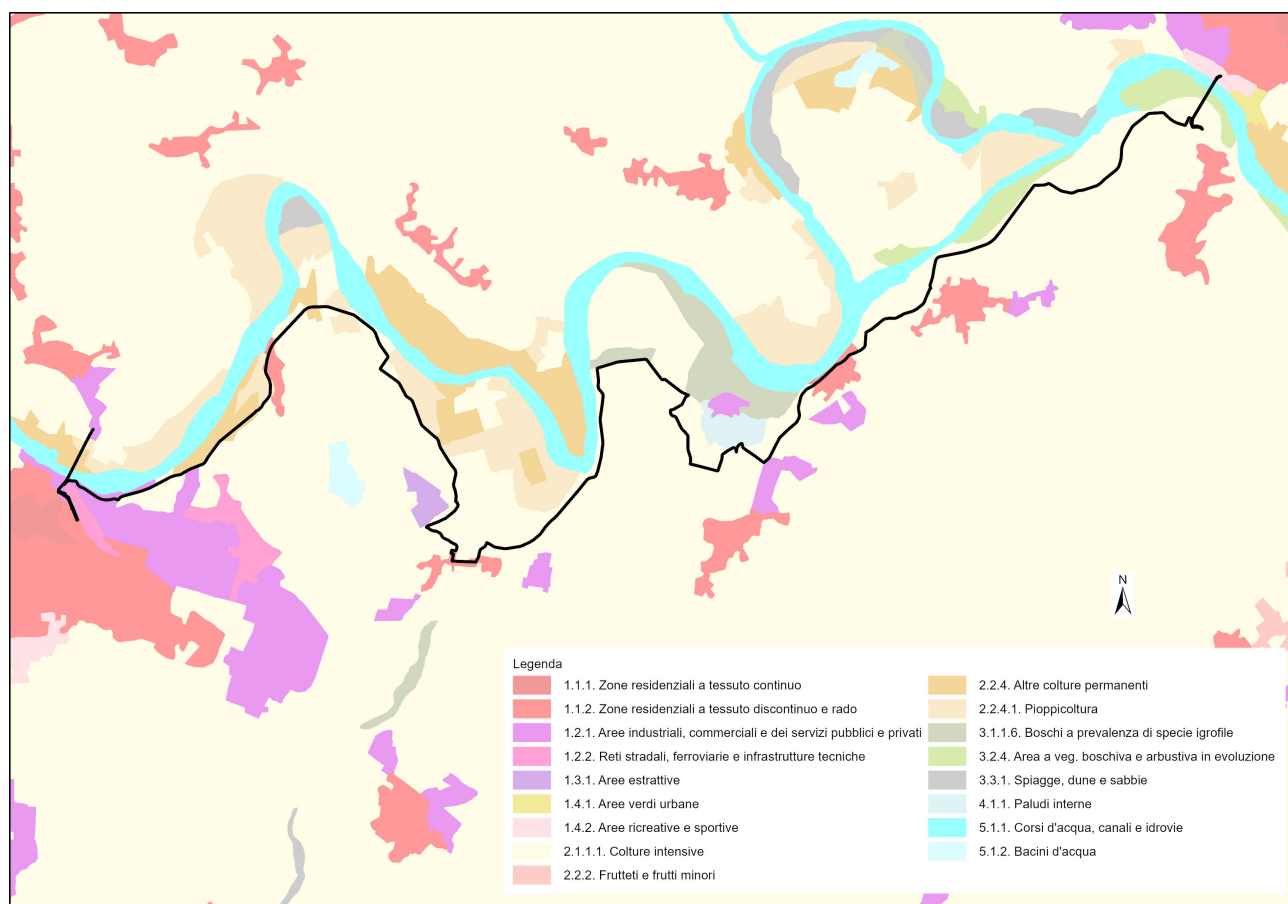 N
Legenda
1.1.1. Zone residenziali a tessuto continuo
1.1.2. Zone residenziali a tessuto discontinuo e rado
1.2.1. Aree industriali, commerciali e dei servizi pubblici e privati
1.2.2. Reti stradali, ferroviarie e infrastrutture tecniche
1.3.1. Aree estrattive
1.4.1. Aree verdi urbane
1.4.2. Aree ricreative e sportive
2.1.1.1. Colture intensive
2.2.2. Frutteti e frutti minori
2.2.4. Altre colture permanenti
2.2.4.1. Pioppicoltura
3.1.1.6. Boschi a prevalenza di specie igrofile
3.2.4. Area a veg. boschiva e arbustiva in evoluzione
3.3.1. Spiagge, dune e sabbie
4.1.1. Paludi interne
5.1.1. Corsi d'acqua, canali e idrovie
5.1.2. Bacini d'acqua